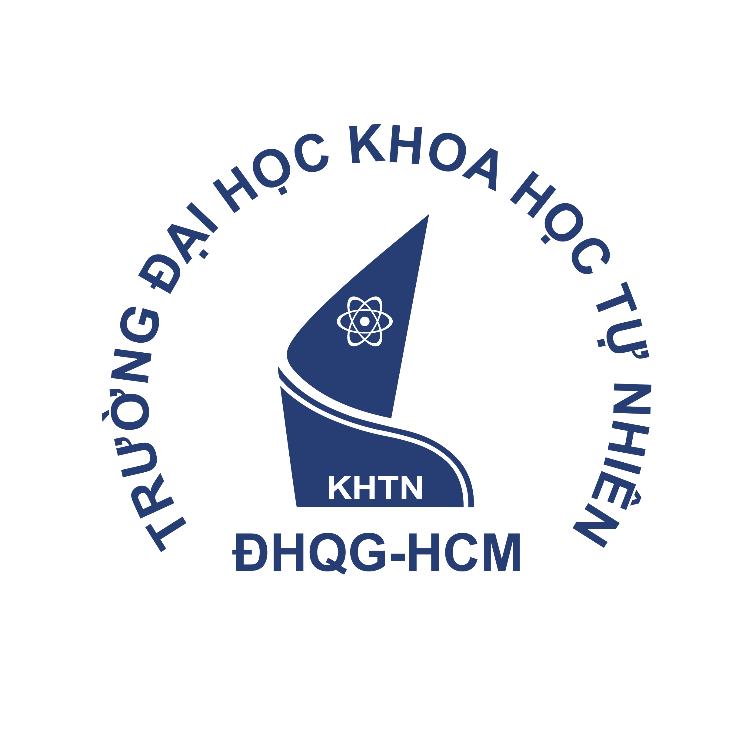 TRƯỜNG ĐẠI HỌC KHOA HỌC TỰ NHIÊN
KHTN
ĐHQG-HCM